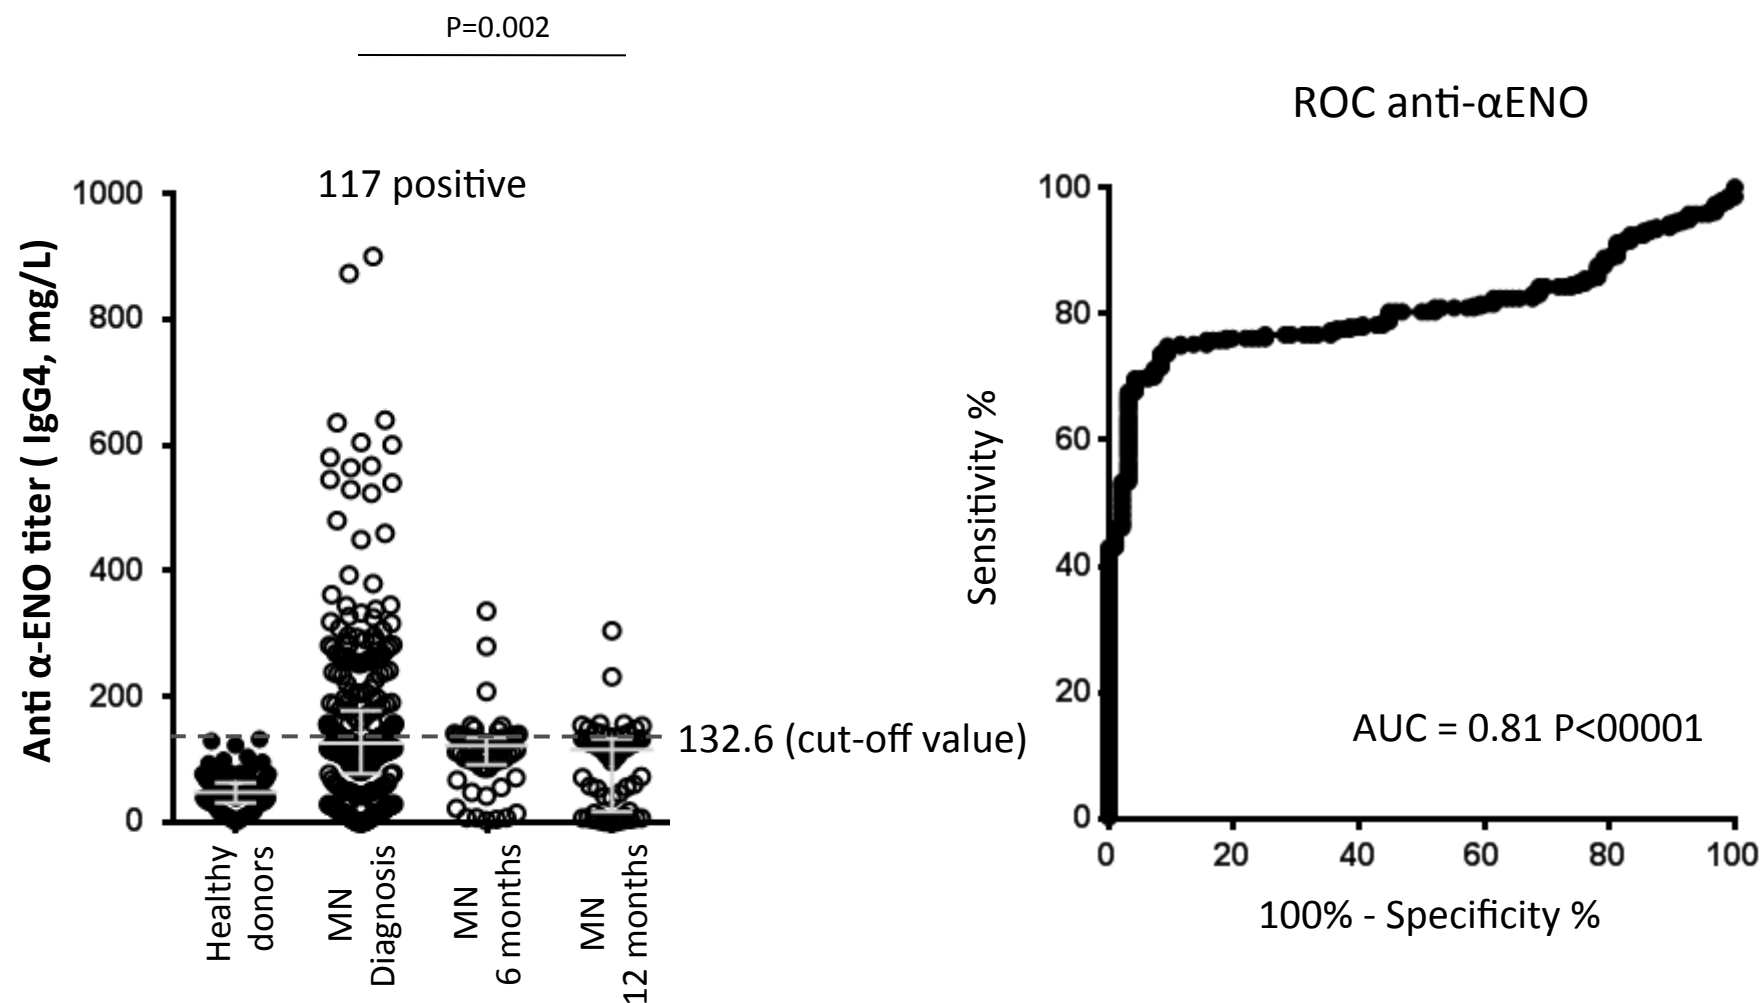 P=0.002
117 positive
Anti α-ENO titer ( IgG4, mg/L)
1000
800
600
400
200
0
132.6 (cut-off value)
Healthy
donors
MN
Diagnosis
MN
6 months
MN
12 months
ROC anti-αENO
Sensitivity %
100
80
60
40
20
0
AUC = 0.81 P<00001
0 20 40 60 80 100
100% - Specificity %